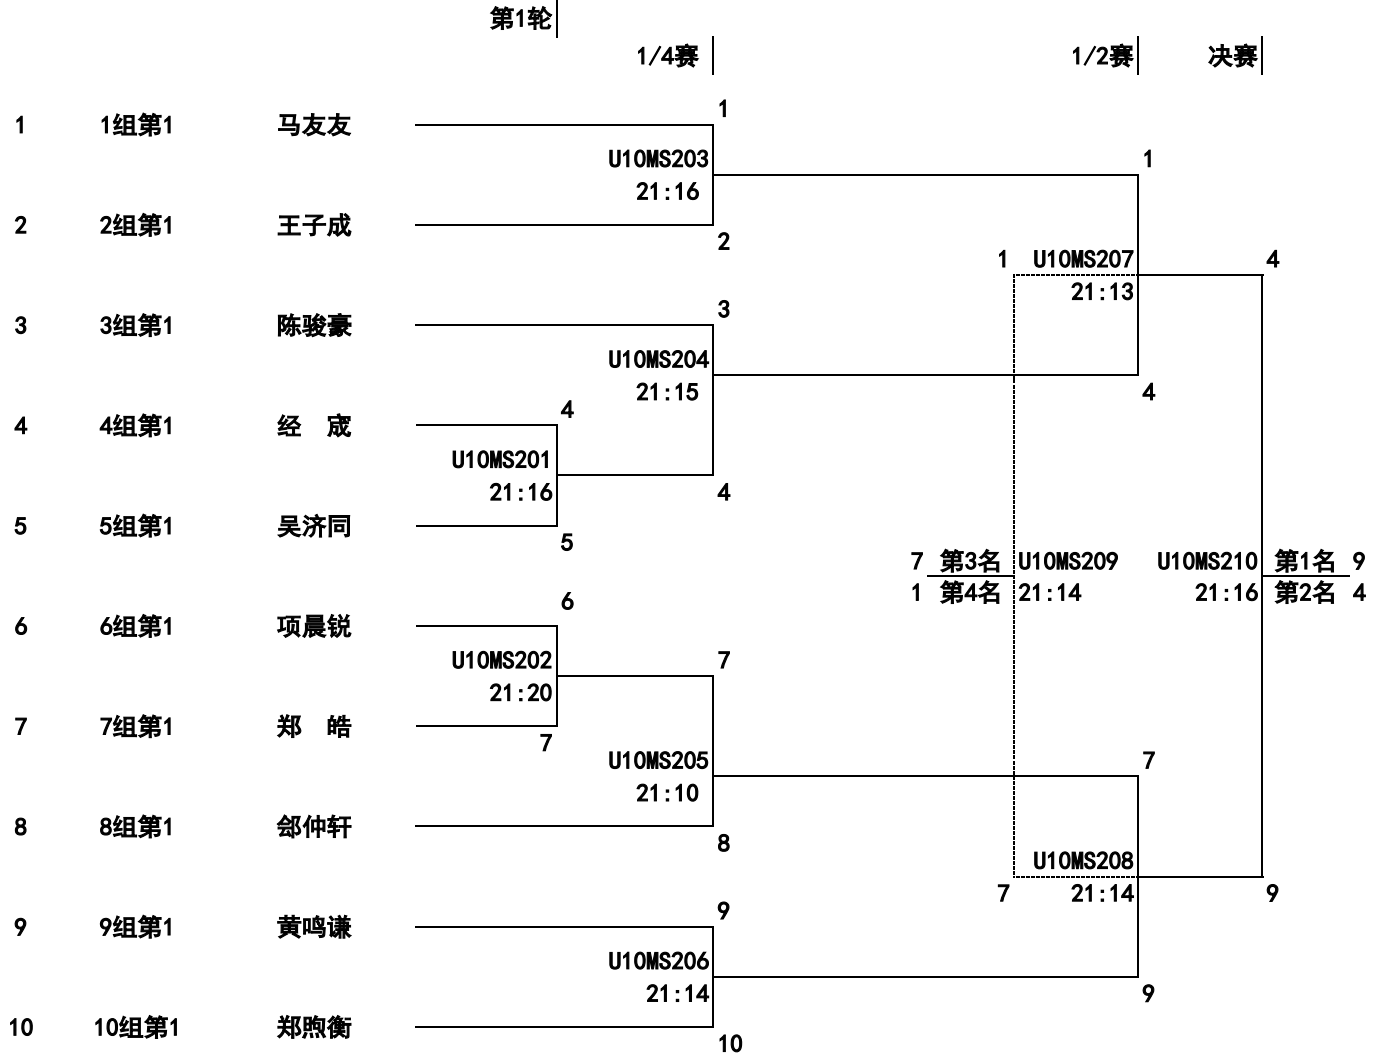 第1轮
1/4赛 1/2赛 决赛
1
1 1组第1 马友友
U10MS203 1
21:16
2 2组第1 王子成
2
1 U10MS207 4
21:13
3
3 3组第1 陈骏豪
U10MS204
21:15 4
4
4 4组第1 经 宬
U10MS201
21:16 4
5 5组第1 吴济同
5
7 第3名 U10MS209 U10MS210 第1名 9
1 第4名 21:14 21:16 第2名 4
6
6 6组第1 项晨锐
U10MS202 7
21:20
7 7组第1 郑 皓
7
U10MS205 7
21:10
8 8组第1 郐仲轩
8
U10MS208
7 21:14 9
9
9 9组第1 黄鸣谦
U10MS206
21:14 9
10 10组第1 郑煦衡
10